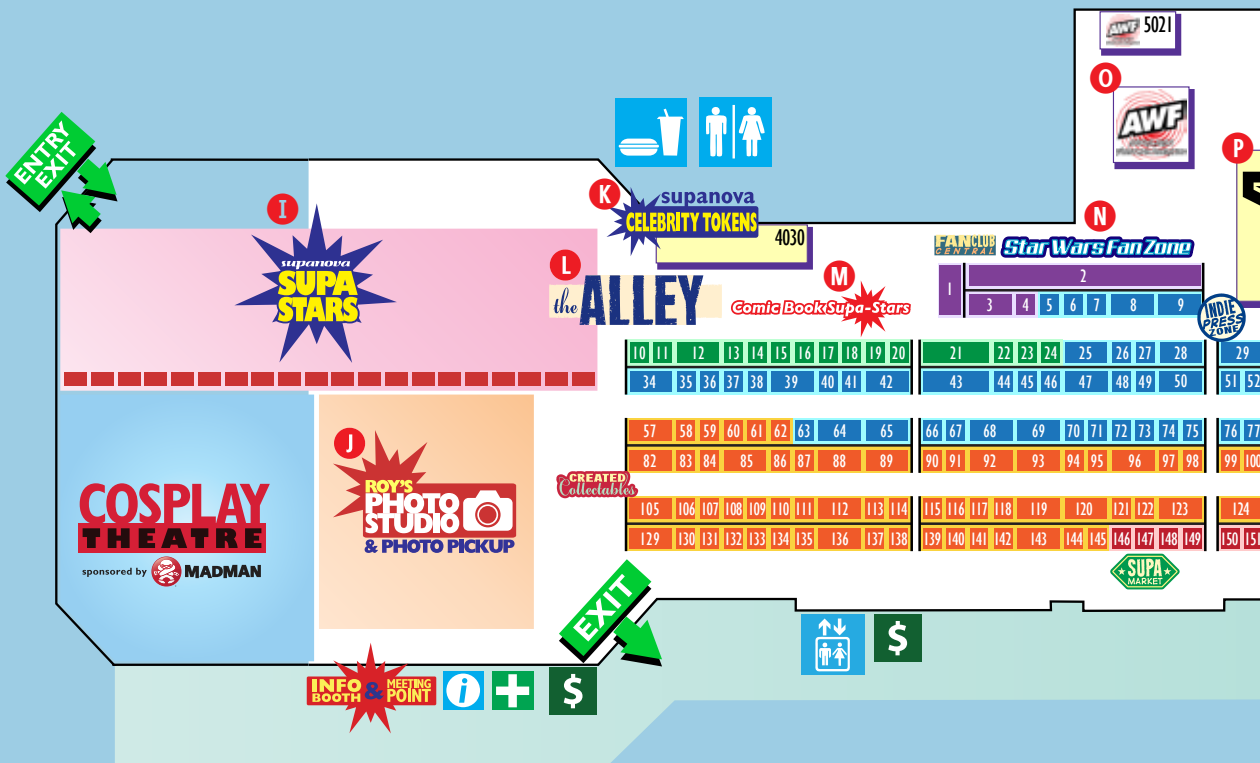 AWF 5021
O
AWF
P
ENTRY
EXIT
I
supanova
SUPA
STARS
K
supanova
CELEBRITY TOKENS
4030
L
the ALLEY
M
Comic Book Supa-Stars
N
FAN CLUB
CENTRAL
Star Wars Fan Zone
1
2
3 4 5 6 7 8 9
INDIE
PRESS
ZONE
10 11 12 13 14 15 16 17 18 19 20 21 22 23 24 25 26 27 28 29
34 35 36 37 38 39 40 41 42 43 44 45 46 47 48 49 50 51 52
57 58 59 60 61 62 63 64 65 66 67 68 69 70 71 72 73 74 75 76 77
82 83 84 85 86 87 88 89 90 91 92 93 94 95 96 97 98 99 100
CREATED
Collectables
105 106 107 108 109 110 111 112 113 114 115 116 117 118 119 120 121 122 123 124
129 130 131 132 133 134 135 136 137 138 139 140 141 142 143 144 145 146 147 148 149 150 151
SUPA
MARKET
J
ROY'S
PHOTO
STUDIO
& PHOTO PICKUP
COSPLAY
THEATRE
sponsored by MADMAN
EXIT
$
INFO
BOOTH
&
MEETING
POINT
i
$